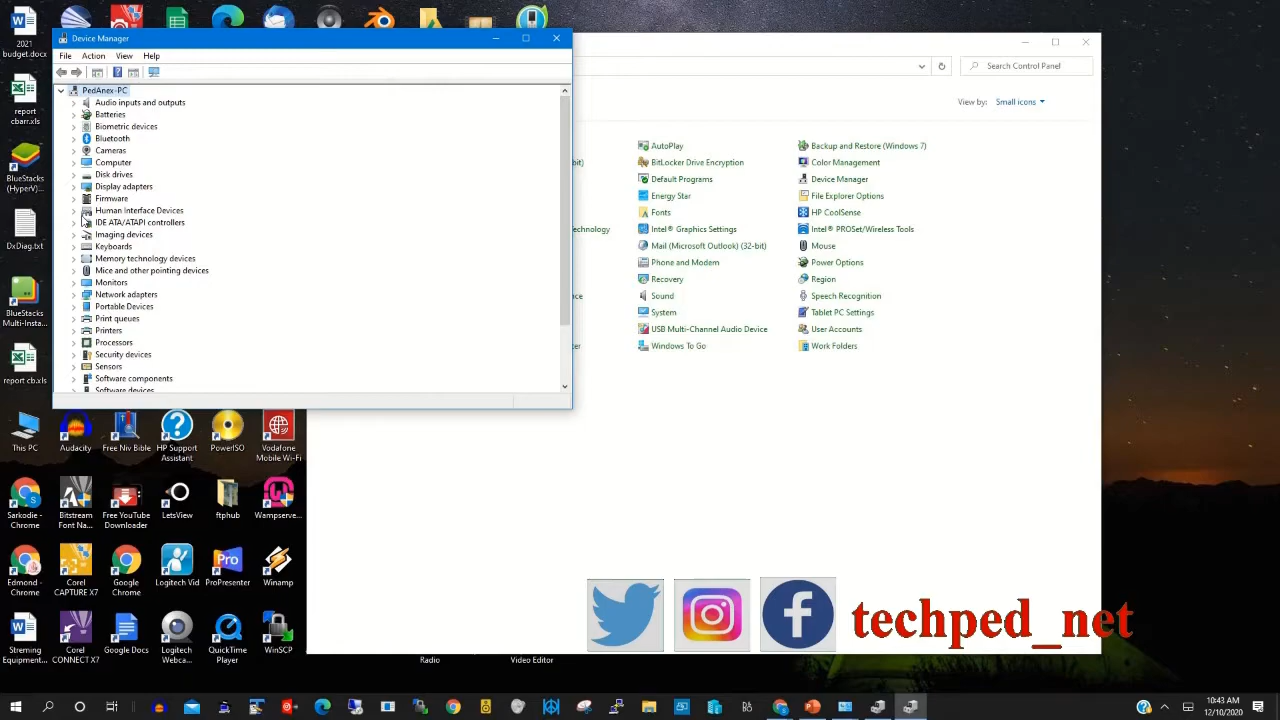 2021
budget.docx
report
cbarr.xls
BlueStacks
(HyperV)...
DxDiag.txt
BlueStacks
Multi-Insta...
report cb.xls
Device Manager
File
Action
View
Help
PedAnex-PC
Audio inputs and outputs
Batteries
Biometric devices
Bluetooth
Cameras
Computer
Disk drives
Display adapters
Firmware
Human Interface Devices
IDE ATA/ATAPI controllers
Imaging devices
Keyboards
Memory technology devices
Mice and other pointing devices
Monitors
Network adapters
Portable Devices
Print queues
Printers
Processors
Security devices
Sensors
Software components
Software devices
Search Control Panel
View by: Small icons
AutoPlay
Backup and Restore (Windows 7)
bit)
BitLocker Drive Encryption
Color Management
Default Programs
Device Manager
Energy Star
File Explorer Options
Fonts
HP CoolSense
nology
Intel® Graphics Settings
Intel® PROSet/Wireless Tools
Mail (Microsoft Outlook) (32-bit)
Mouse
Phone and Modem
Power Options
Recovery
Region
nce
Sound
Speech Recognition
System
Tablet PC Settings
USB Multi-Channel Audio Device
User Accounts
ter
Windows To Go
Work Folders
This PC
Audacity
Free Niv Bible
HP Support
Assistant
PowerISO
Vodafone
Mobile Wi-Fi
Sarkodie -
Chrome
Bitstream
Font Na...
Free YouTube
Downloader
LetsView
ftphub
Wampserve...
Edmond -
Chrome
Corel
CAPTURE X7
Google
Chrome
Logitech Vid
Pro
ProPresenter
Winamp
Streming
Equipment...
Corel
CONNECT X7
Google Docs
Logitech
Webca...
QuickTime
Player
WinSCP
Radio
Video Editor
techped_net
10:43 AM
12/10/2020